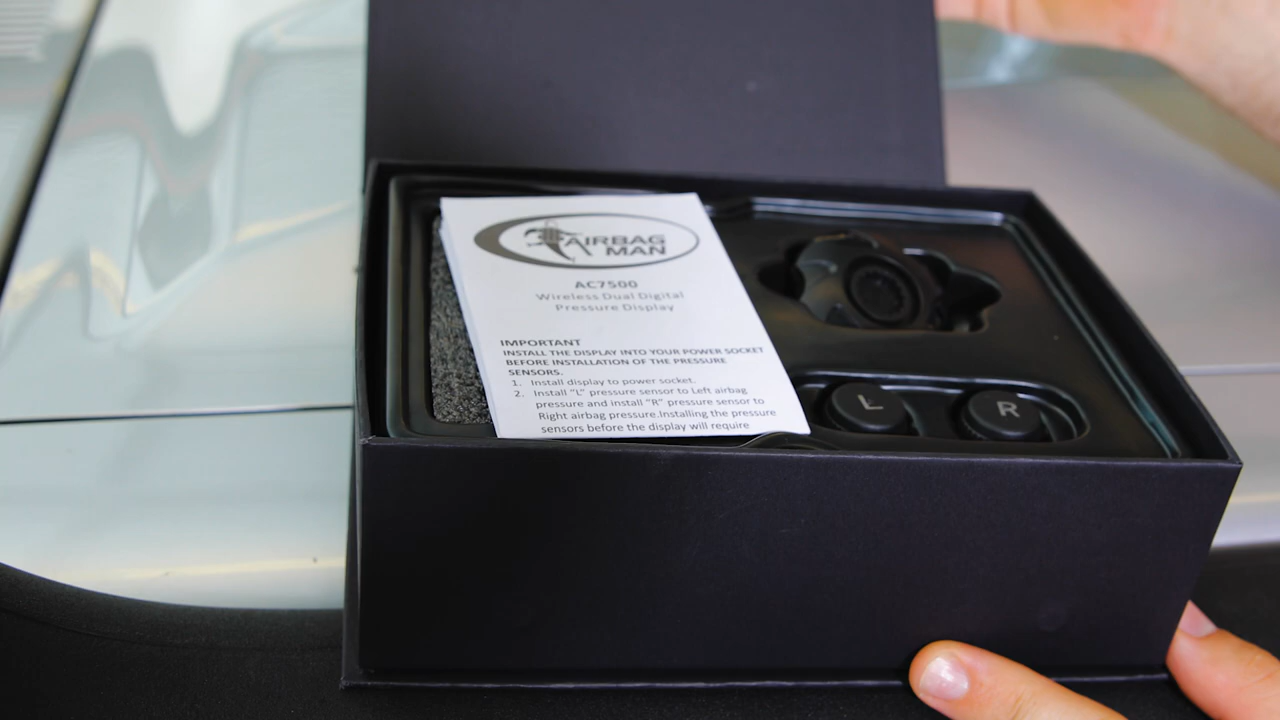 AIRBAG
MAN
AC7500
Wireless Dual Digital
Pressure Display
IMPORTANT
INSTALL THE DISPLAY INTO YOUR POWER SOCKET
BEFORE INSTALLATION OF THE PRESSURE
SENSORS.
1. Install display to power socket.
2. Install “L” pressure sensor to Left airbag
pressure and install “R” pressure sensor to
Right airbag pressure.Installing the pressure
sensors before the display will require
L
R